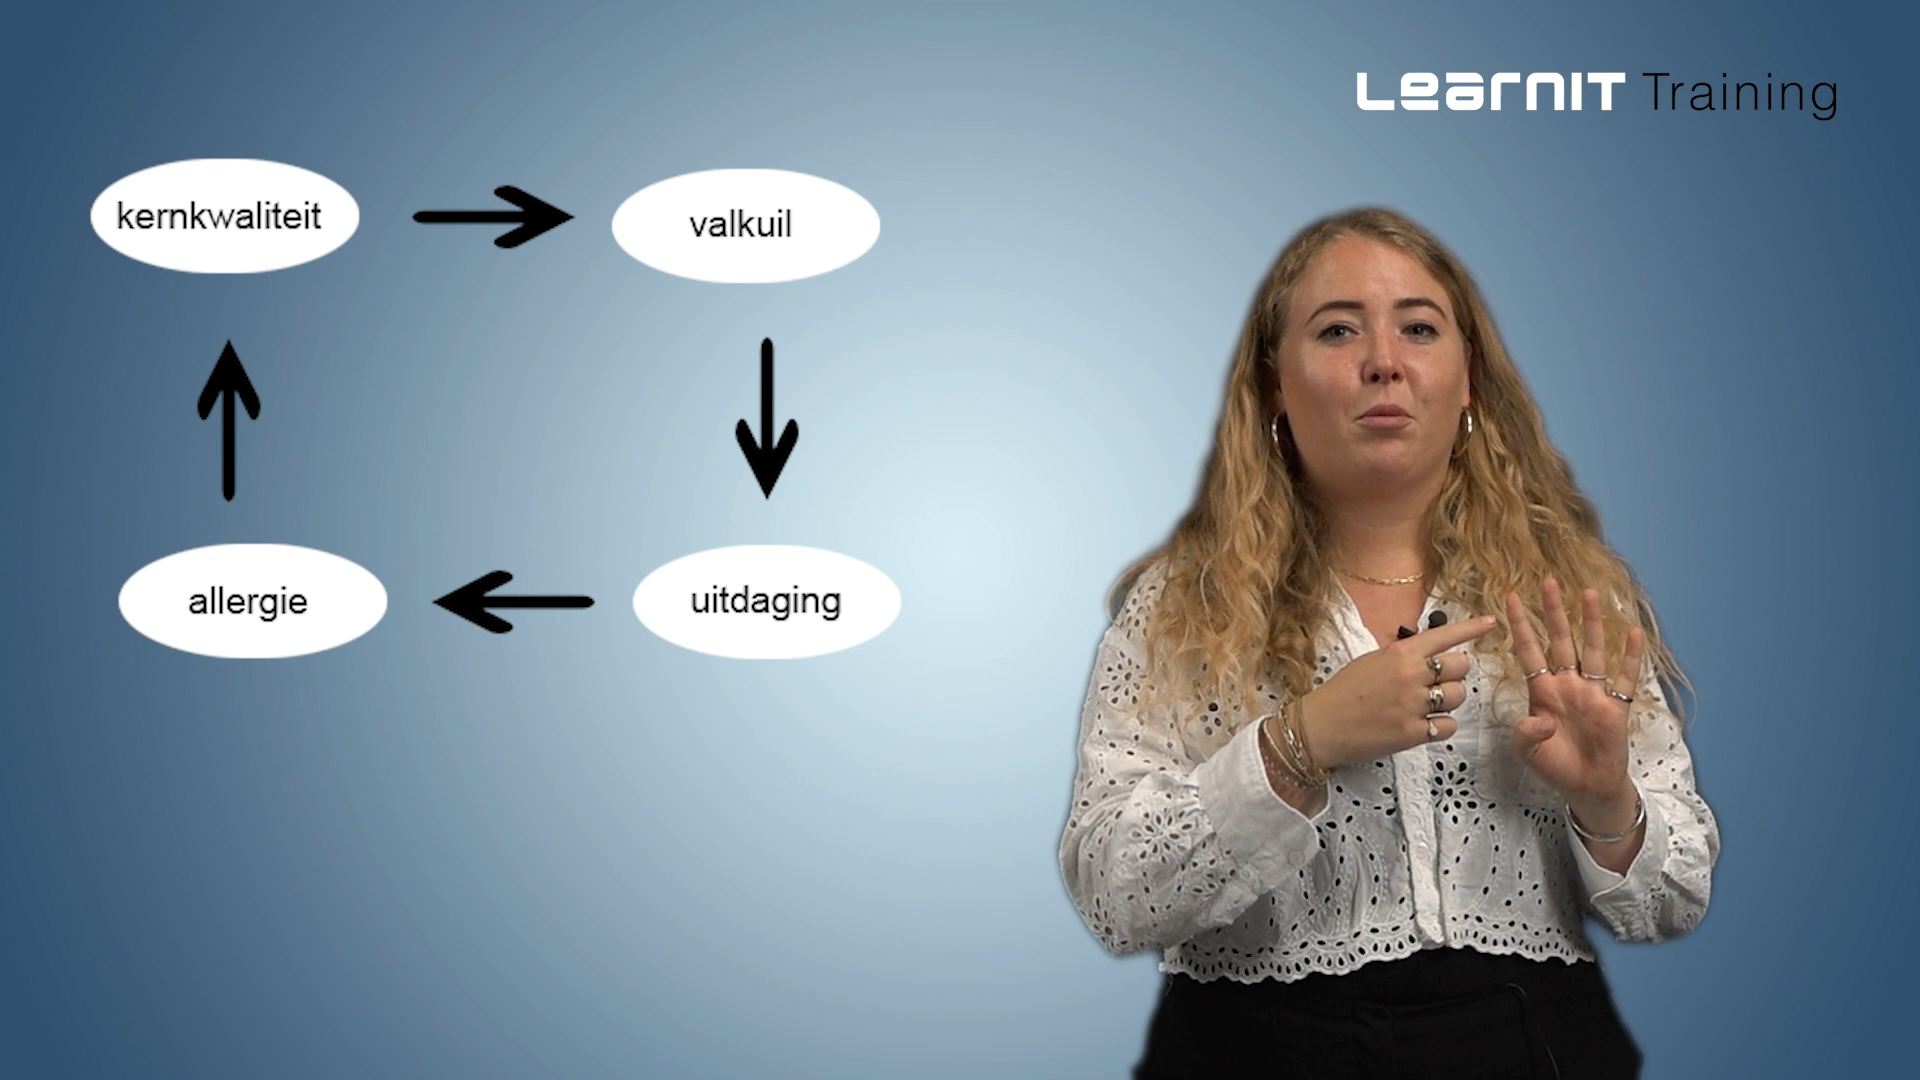 LearnIT Training
kernkwaliteit
valkuil
allergie
uitdaging